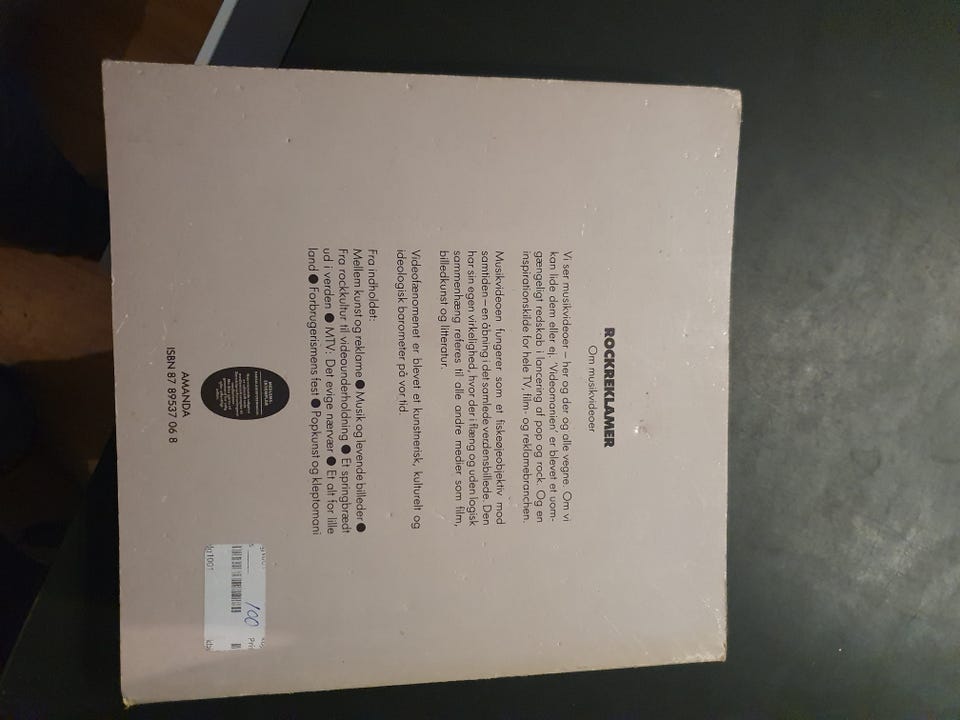 ROCKREKLAMER
Om musikvideoer
Vi ser musikvideoer – her og der og alle vegne. Om vi
kan lide dem eller ej. 'Videomanien' er blevet et uom-
gængeligt redskab i lancering af pop og rock. Og en
inspirationskilde for hele TV, film- og reklamebranchen.
Musikvideoen fungerer som et fiskeøjeobjektiv mod
samtiden – en åbning i det samlede verdensbillede. Den
har sin egen virkelighed, hvor der i flæng og uden logisk
sammenhæng referes til alle andre medier som film,
billedkunst og litteratur.
Videofænomenet er blevet et kunstnerisk, kulturelt og
ideologisk barometer på vor tid.
Fra indholdet:
Mellem kunst og reklame ● Musik og levende billeder ●
Fra rockkultur til videounderholdning ● Et springbrædt
ud i verden ● MTV: Det evige nærvær ● Et alt for lille
land ● Forbrugerismens fest ● Popkunst og kleptomani
AMANDA
ISBN 87 89537 06 8
100